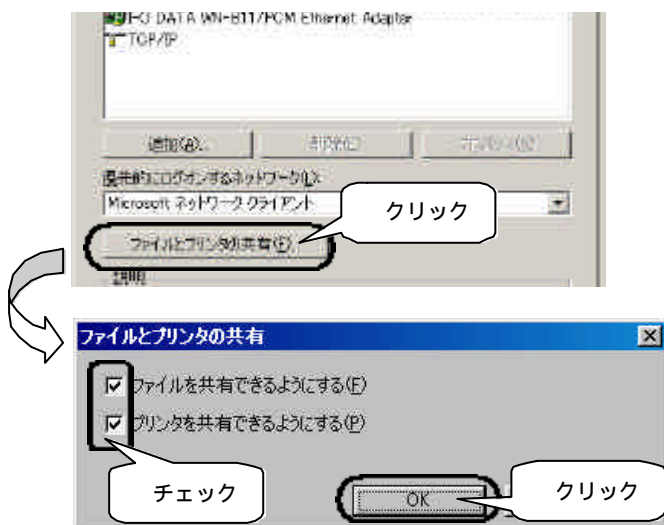 I-O DATA WN-B11/PCM Ethernet Adapter
TCP/IP
追加(A)...
削除(E)
プロパティ(R)
優先的にログオンするネットワーク(L):
Microsoft ネットワーク クライアント
クリック
ファイルとプリンタの共有(F)...
説明
ファイルとプリンタの共有
ファイルを共有できるようにする(F)
プリンタを共有できるようにする(P)
チェック
OK
クリック